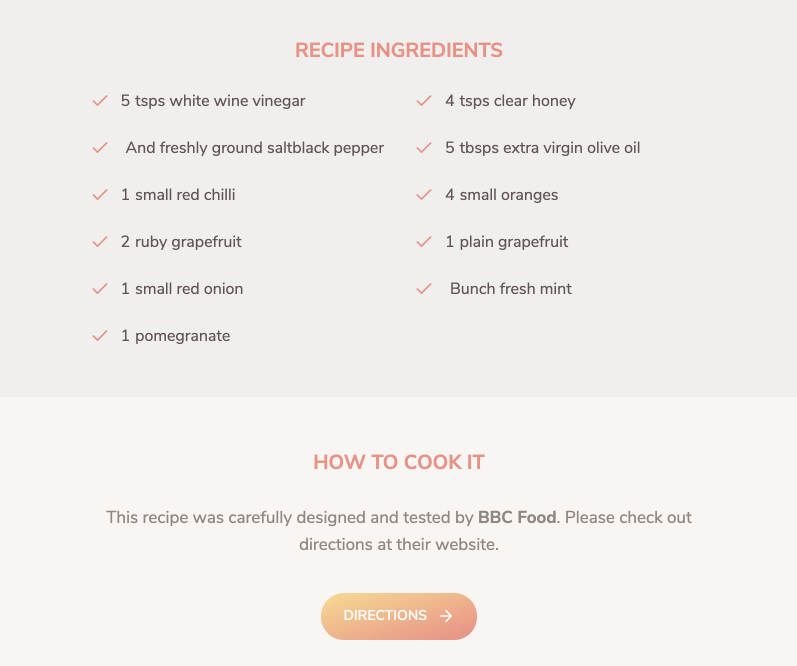 RECIPE INGREDIENTS
5 tsps white wine vinegar
4 tsps clear honey
And freshly ground saltblack pepper
5 tbsps extra virgin olive oil
1 small red chilli
4 small oranges
2 ruby grapefruit
1 plain grapefruit
1 small red onion
Bunch fresh mint
1 pomegranate
HOW TO COOK IT
This recipe was carefully designed and tested by BBC Food. Please check out
directions at their website.
DIRECTIONS